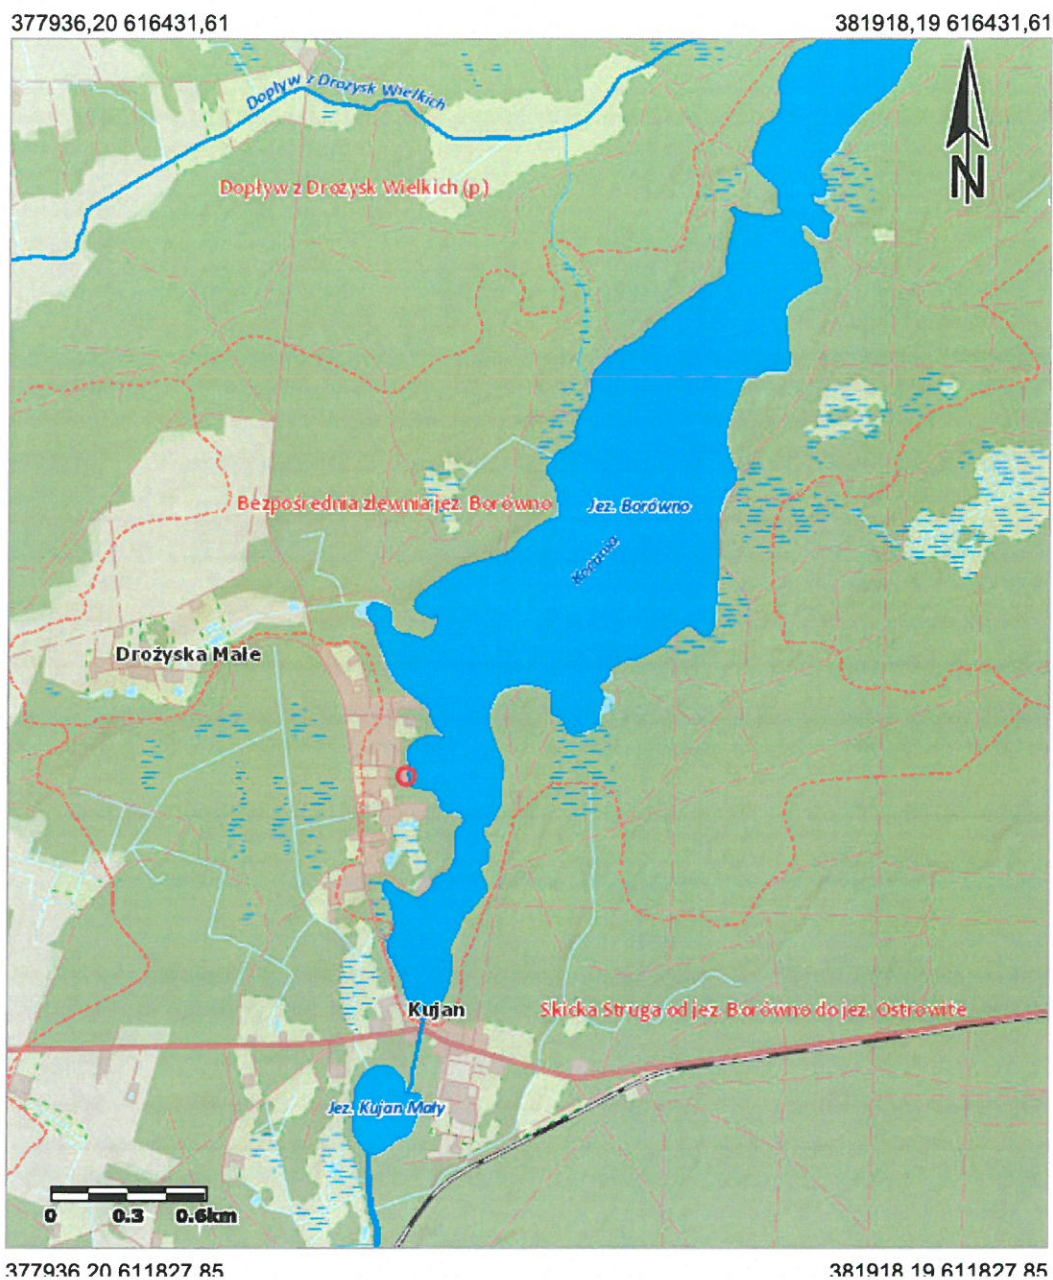 377936,20 616431,61
381918,19 616431,61
Dopływ z Drożysk Wielkich
N
Dopływ z Drożysk Wielkich (p.)
Bezpośrednia zlewnia jez. Borówno
Jez. Borówno
Kocunia
Drożyska Małe
Kujań
Skicka Struga od jez. Borówno do jez. Ostrowite
Jez. Kujan Mały
0 0.3 0.6km
377936,20 611827,85
381918,19 611827,85